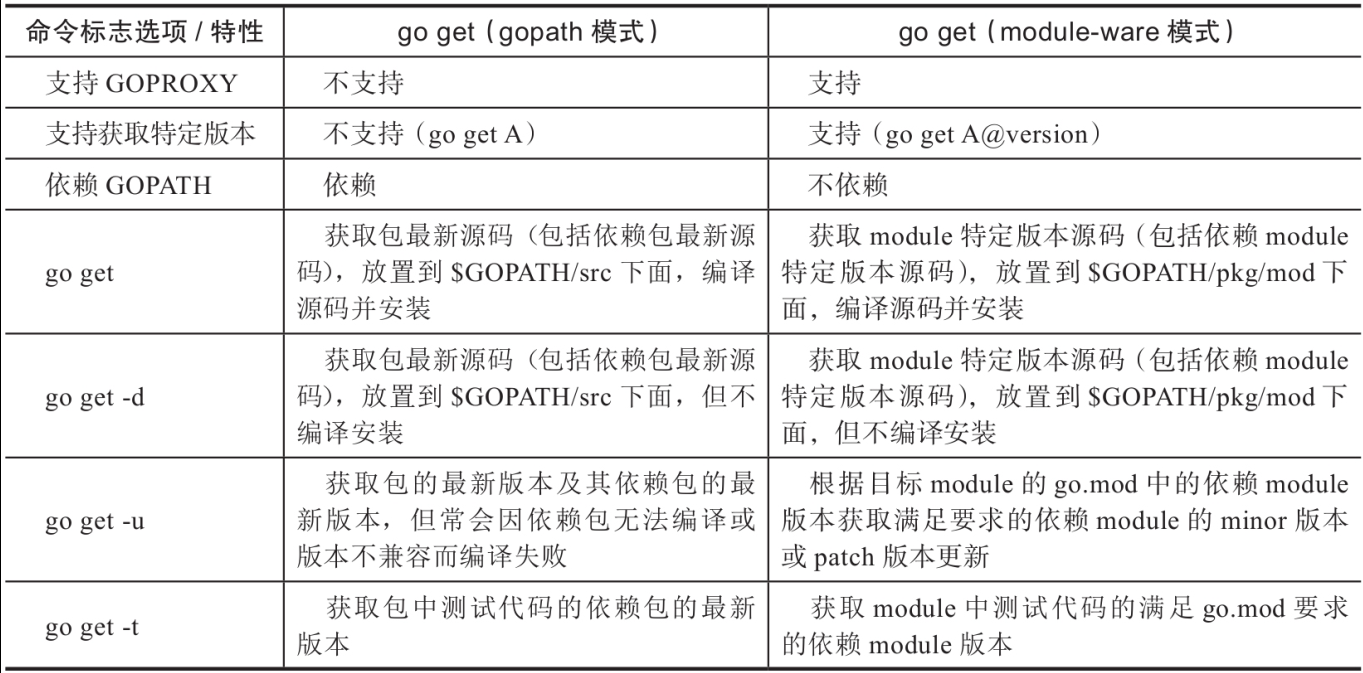 命令标志选项 / 特性 go get（gopath 模式） go get（module-ware 模式）
支持 GOPROXY 不支持 支持
支持获取特定版本 不支持（go get A） 支持（go get A@version）
依赖 GOPATH 依赖 不依赖
go get
获取包最新源码（包括依赖包最新源
码），放置到 $GOPATH/src 下面，编译
源码并安装
获取 module 特定版本源码（包括依赖 module
特定版本源码），放置到 $GOPATH/pkg/mod 下
面，编译源码并安装
go get -d
获取包最新源码（包括依赖包最新源
码），放置到 $GOPATH/src 下面，但不
编译安装
获取 module 特定版本源码（包括依赖 module
特定版本源码），放置到 $GOPATH/pkg/mod 下
面，但不编译安装
go get -u
获取包的最新版本及其依赖包的最
新版本，但常会因依赖包无法编译或
版本不兼容而编译失败
根据目标 module 的 go.mod 中的依赖 module
版本获取满足要求的依赖 module 的 minor 版本
或 patch 版本更新
go get -t
获取包中测试代码的依赖包的最新
版本
获取 module 中测试代码的满足 go.mod 要求
的依赖 module 版本